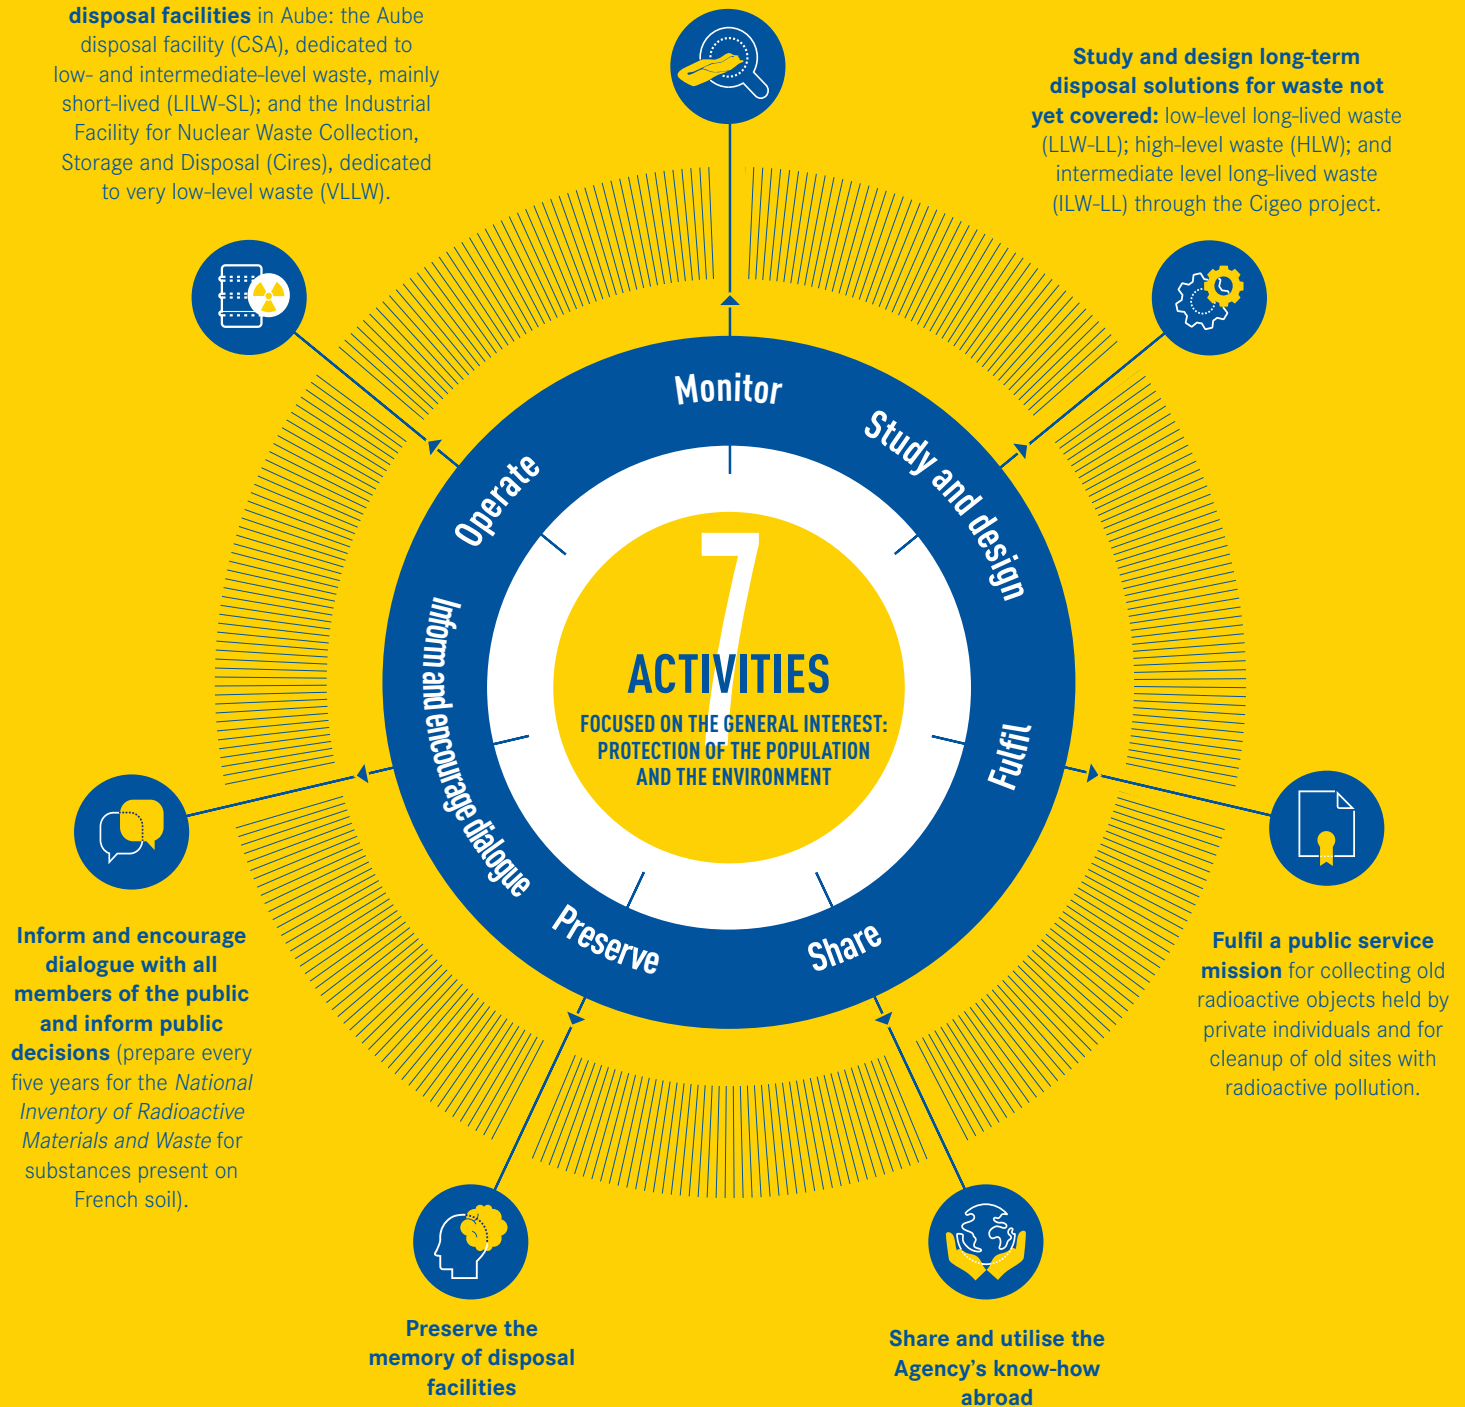 disposal facilities in Aube: the Aube
disposal facility (CSA), dedicated to
low- and intermediate-level waste, mainly
short-lived (LILW-SL); and the Industrial
Facility for Nuclear Waste Collection,
Storage and Disposal (Cires), dedicated
to very low-level waste (VLLW).
Study and design long-term
disposal solutions for waste not
yet covered: low-level long-lived waste
(LLW-LL); high-level waste (HLW); and
intermediate level long-lived waste
(ILW-LL) through the Cigeo project.
Monitor
Study and design
Fulfil
Share
Preserve
Inform and encourage dialogue
Operate
7
ACTIVITIES
FOCUSED ON THE GENERAL INTEREST:
PROTECTION OF THE POPULATION
AND THE ENVIRONMENT
Inform and encourage
dialogue with all
members of the public
and inform public
decisions (prepare every
five years for the National
Inventory of Radioactive
Materials and Waste for
substances present on
French soil).
Fulfil a public service
mission for collecting old
radioactive objects held by
private individuals and for
cleanup of old sites with
radioactive pollution.
Preserve the
memory of disposal
facilities
Share and utilise the
Agency's know-how
abroad